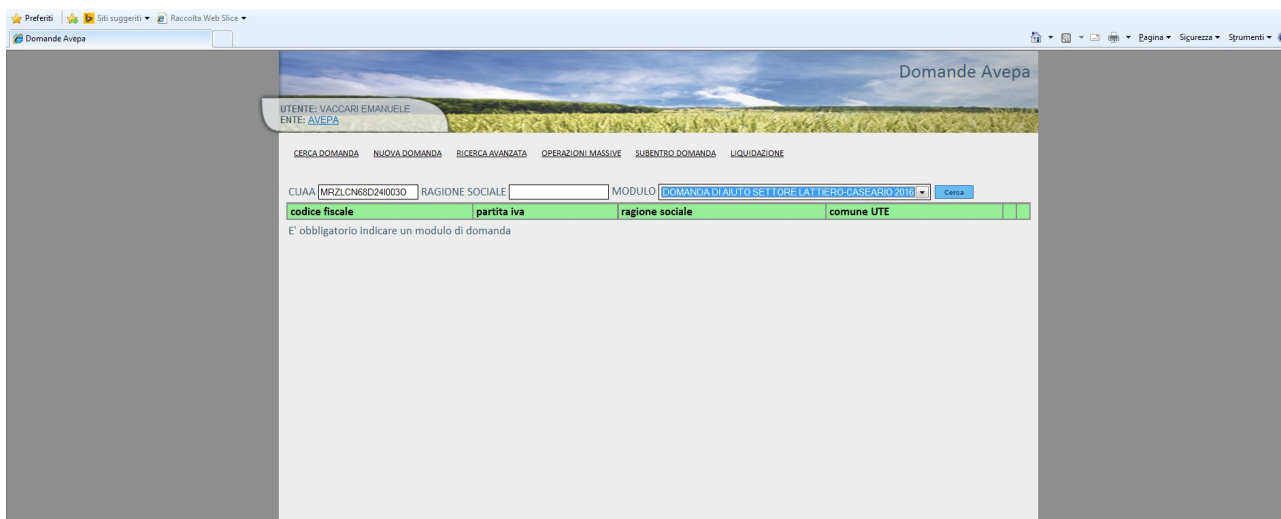 Preferiti Siti suggeriti Raccolta Web Slice
Domande Avepa Pagina Sicurezza Strumenti
Domande Avepa
UTENTE: VACCARI EMANUELE
ENTE: AVEPA
CERCA DOMANDA NUOVA DOMANDA RICERCA AVANZATA OPERAZIONI MASSIVE SUBENTRO DOMANDA LIQUIDAZIONE
CUAA MRZLCN68D24I003O RAGIONE SOCIALE MODULO DOMANDA DI AIUTO SETTORE LATTIERO-CASEARIO 2016 Cerca
codice fiscale partita iva ragione sociale comune UTE
E' obbligatorio indicare un modulo di domanda